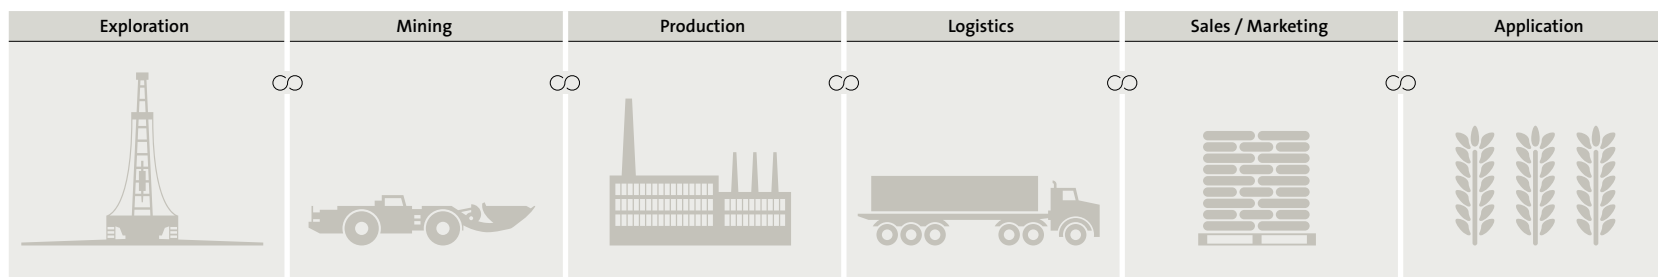 Exploration
Mining
Production
Logistics
Sales / Marketing
Application